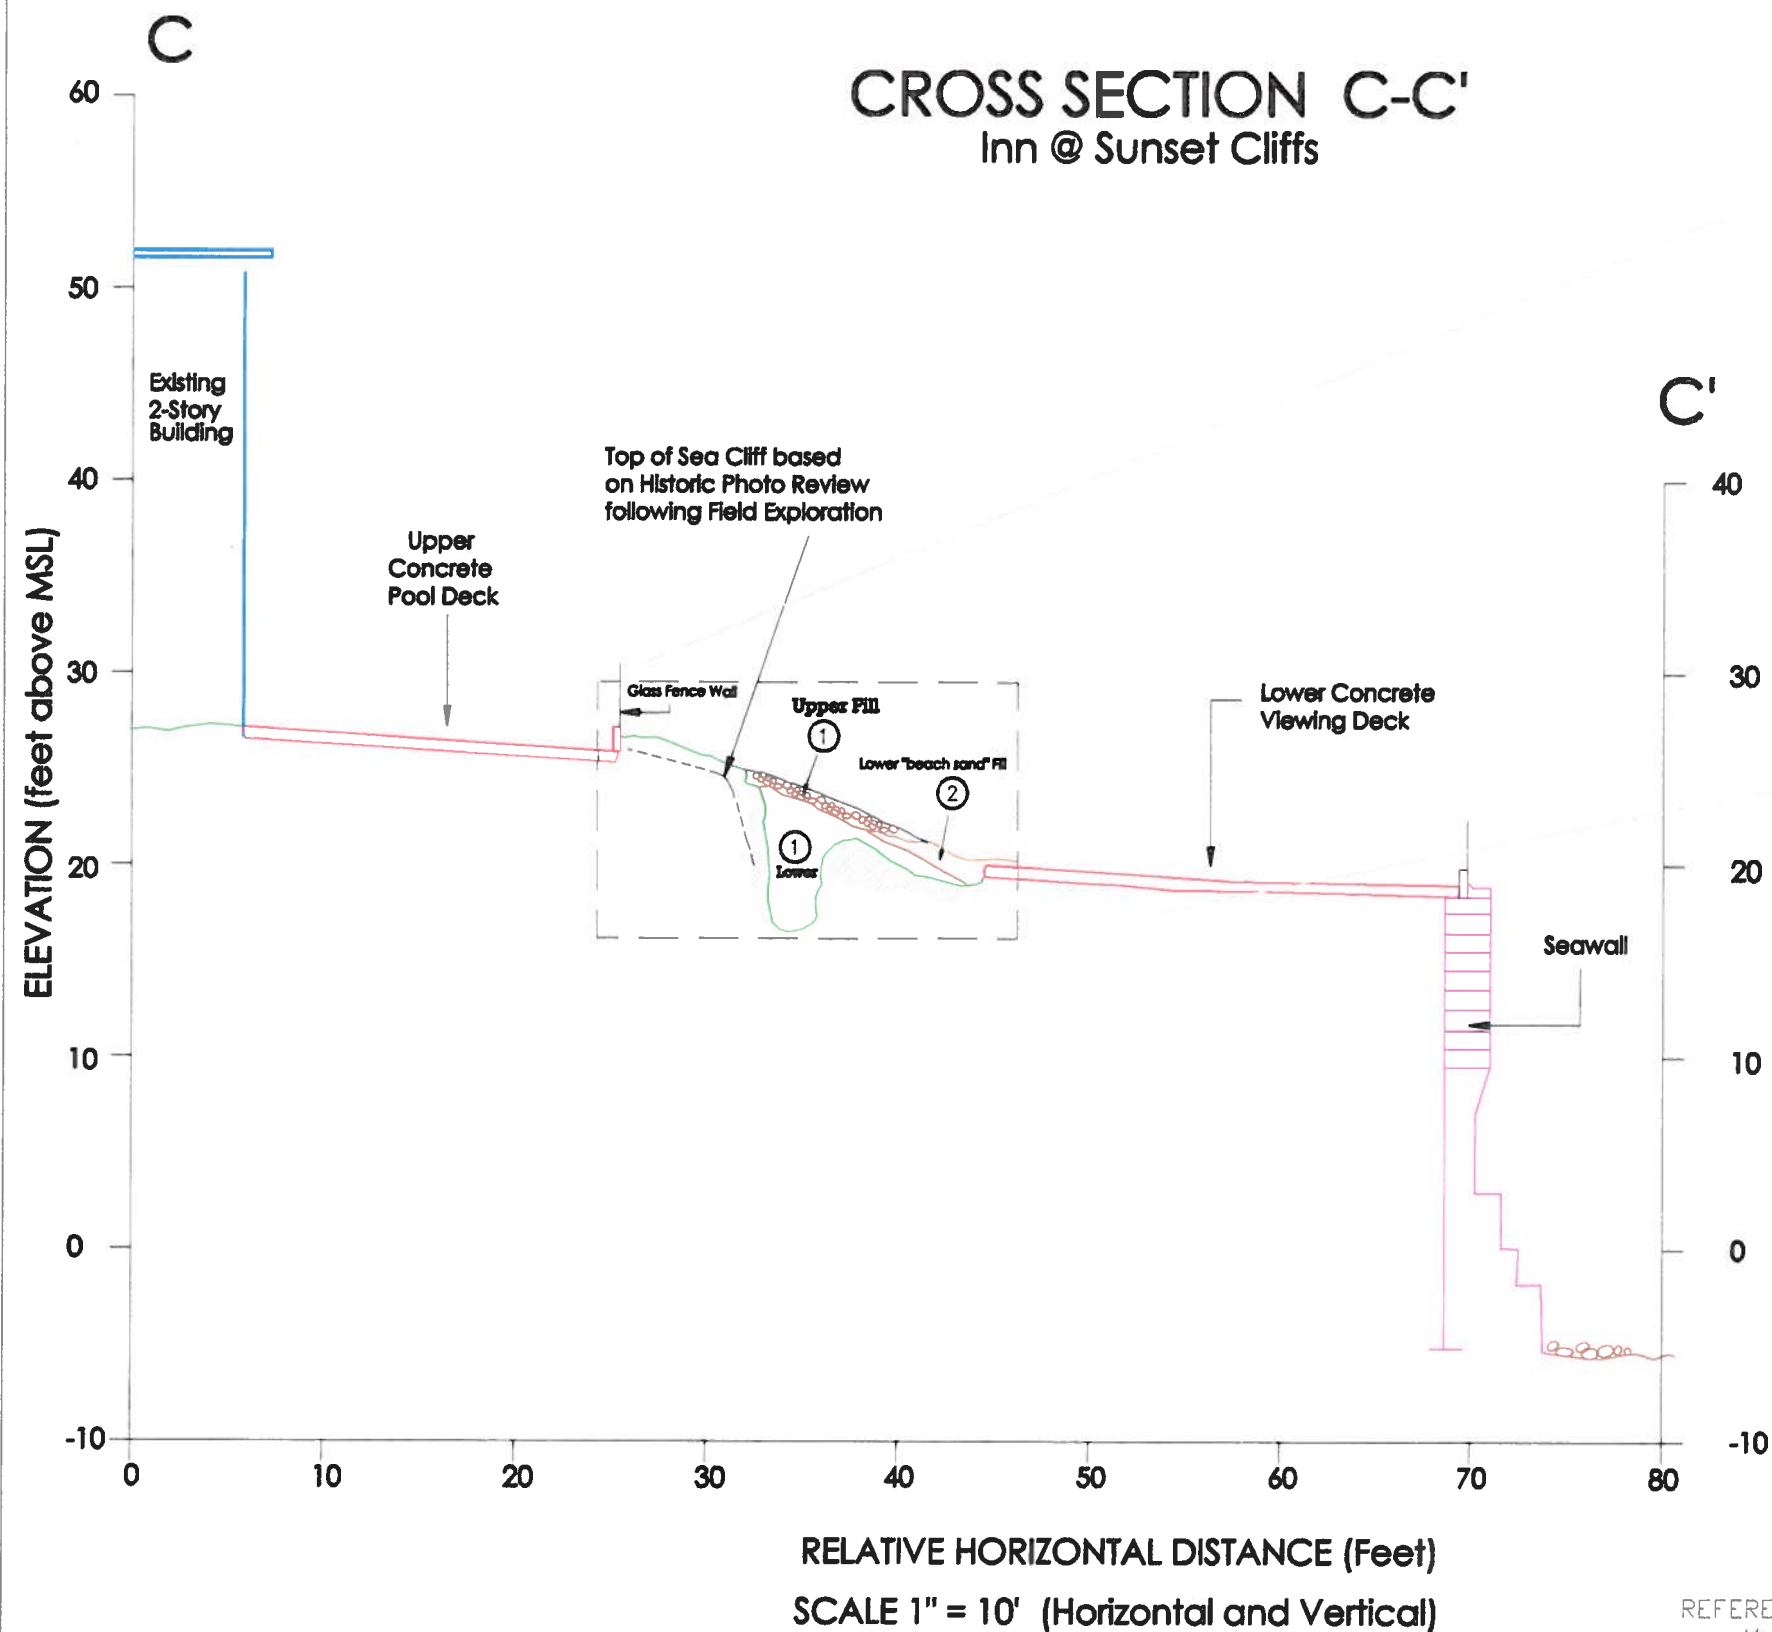 C
CROSS SECTION C-C'
Inn @ Sunset Cliffs
60
50
40
30
20
10
0
-10
ELEVATION (feet above MSL)
Existing
2-Story
Building
Upper
Concrete
Pool Deck
Top of Sea Cliff based
on Historic Photo Review
following Field Exploration
Glass Fence Wall
Upper Fill
1
Lower "beach sand" Fill
2
1
Lower
Lower Concrete
Viewing Deck
C'
Seawall
40
30
20
10
0
-10
0 10 20 30 40 50 60 70 80
RELATIVE HORIZONTAL DISTANCE (Feet)
SCALE 1" = 10' (Horizontal and Vertical)
REFERE